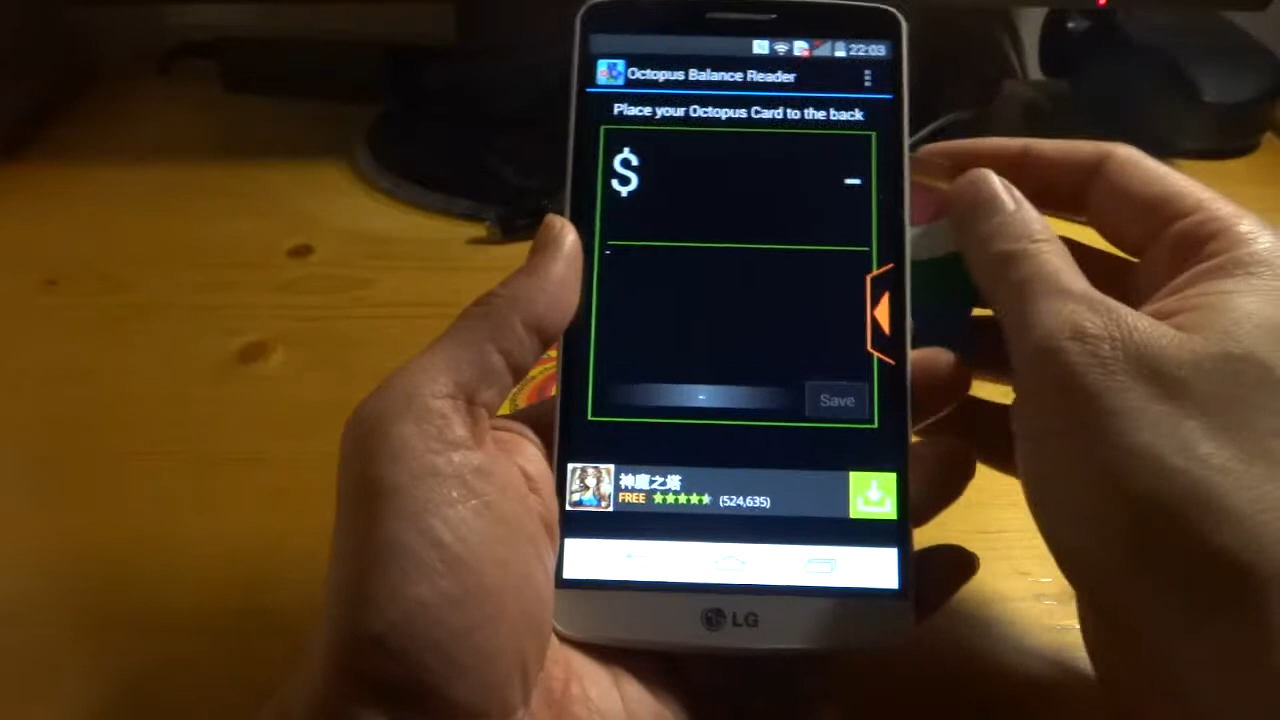 22:03
Octopus Balance Reader
Place your Octopus Card to the back
$ -
-
-
Save
神魔之塔
FREE (524,635)
LG